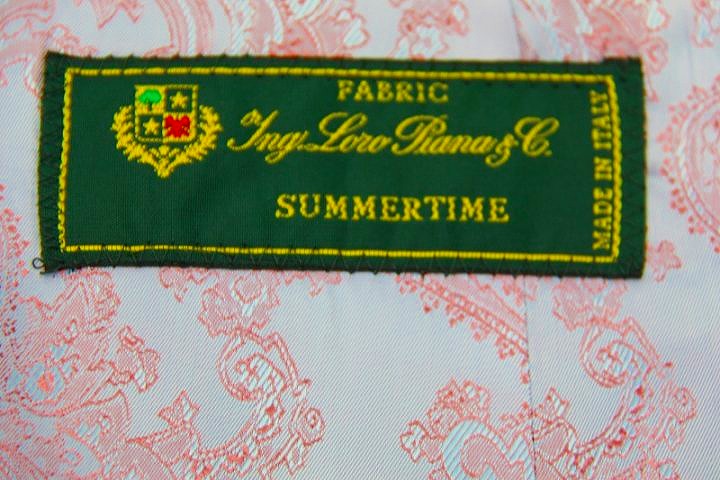 FABRIC
Ing. Loro Piana & C.
SUMMERTIME
MADE IN ITALY